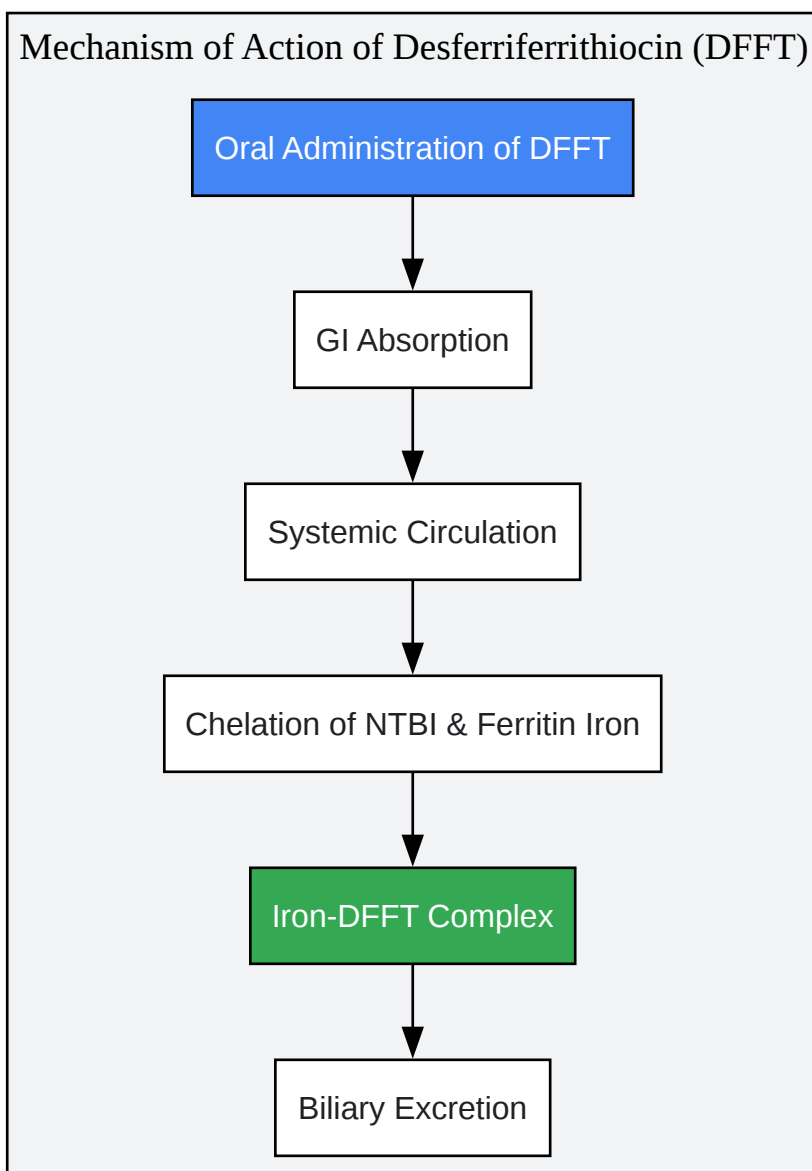 Mechanism of Action of Desferriferrithiocin (DFFT)
Oral Administration of DFFT
GI Absorption
Systemic Circulation
Chelation of NTBI & Ferritin Iron
Iron-DFFT Complex
Biliary Excretion